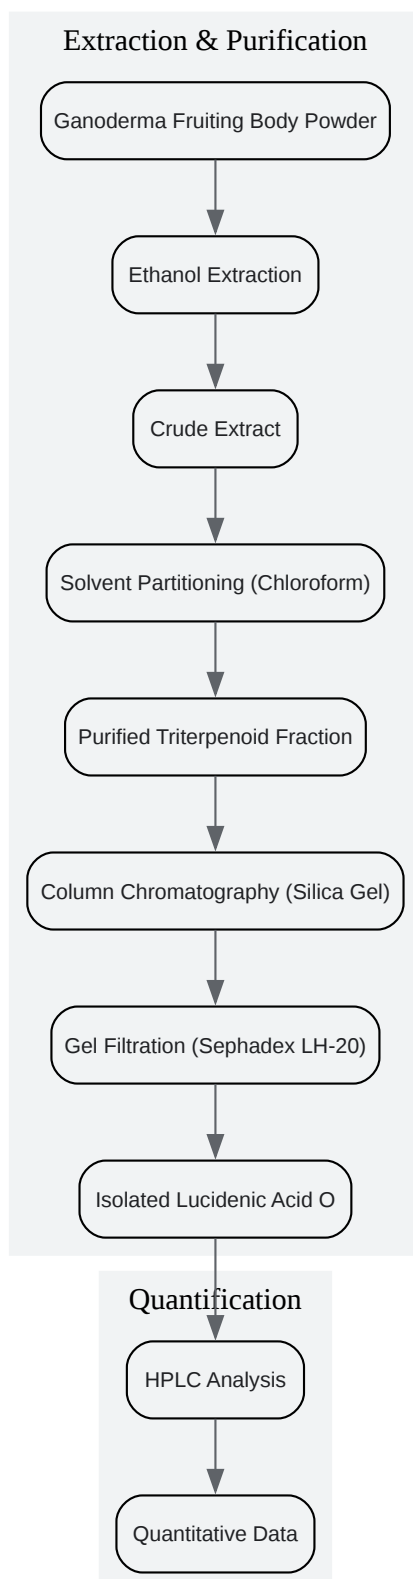 Extraction & Purification
Ganoderma Fruiting Body Powder
Ethanol Extraction
Crude Extract
Solvent Partitioning (Chloroform)
Purified Triterpenoid Fraction
Column Chromatography (Silica Gel)
Gel Filtration (Sephadex LH-20)
Isolated Lucidenic Acid O
Quantification
HPLC Analysis
Quantitative Data